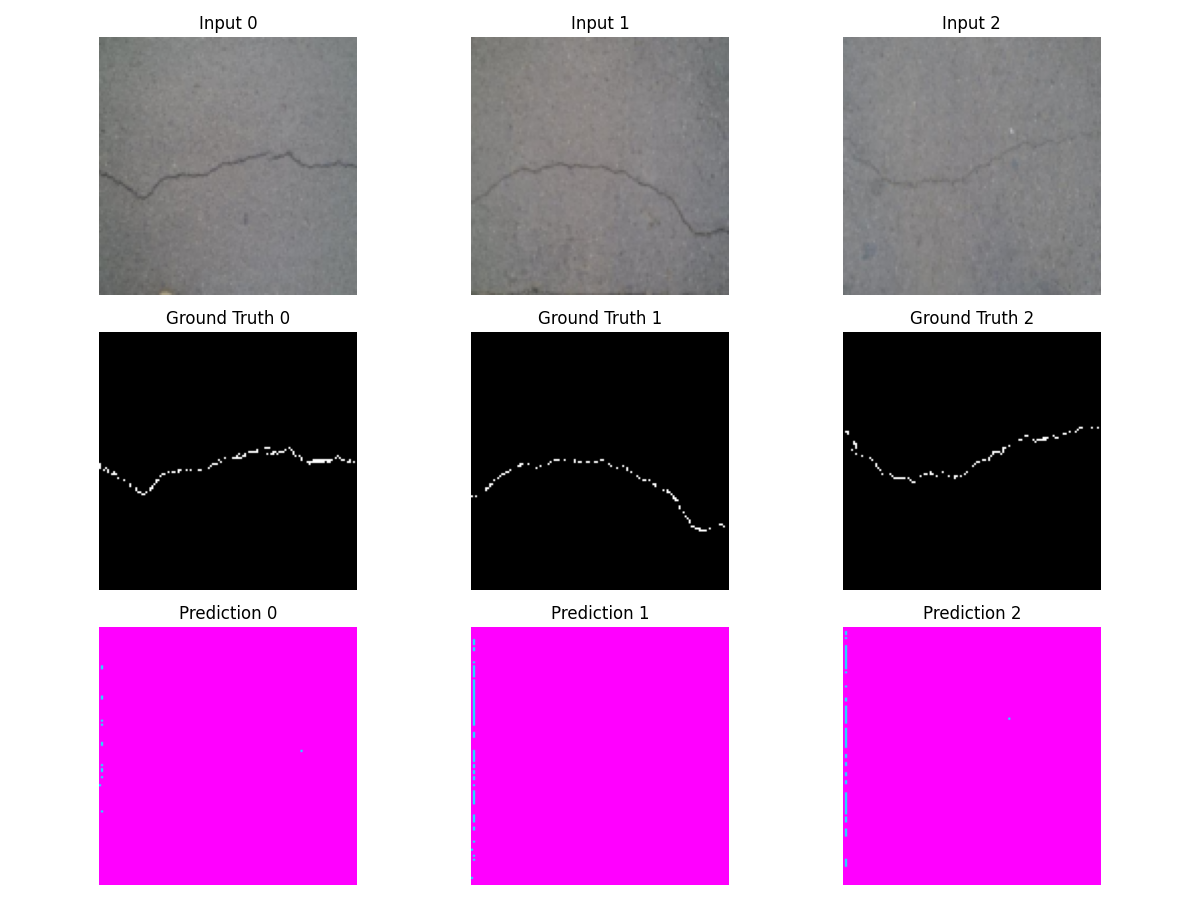 Input 0
Input 1
Input 2
Ground Truth 0
Ground Truth 1
Ground Truth 2
Prediction 0
Prediction 1
Prediction 2